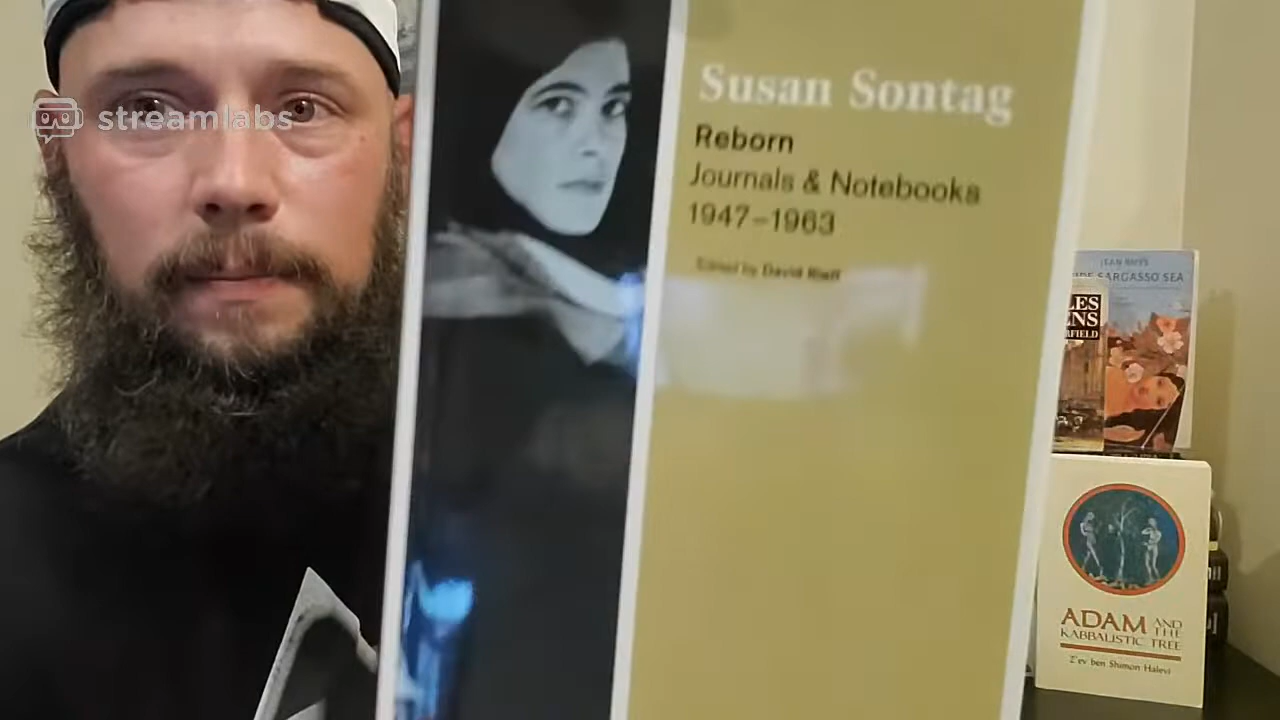 streamlabs
Susan Sontag
Reborn
Journals & Notebooks
1947–1963
Edited by David Rieff
JEAN RHYS
SARGASSO SEA
LES
ENS
FIELD
ADAM AND THE
KABBALISTIC TREE
Z'ev ben Shimon Halevi